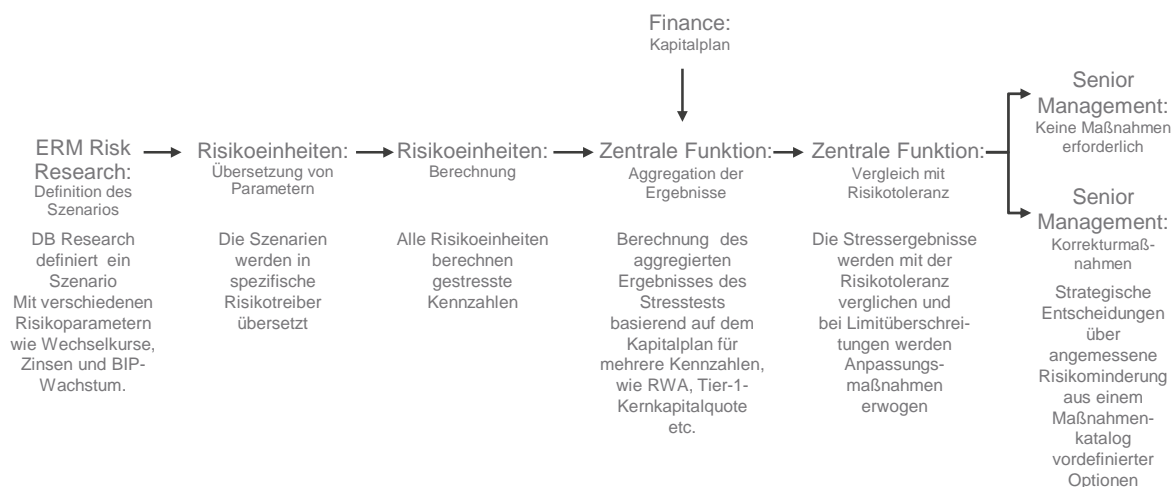 Finance:
Kapitalplan
ERM Risk
Research:
Definition des
Szenarios
DB Research
definiert ein
Szenario
Mit verschiedenen
Risikoparametern
wie Wechselkurse,
Zinsen und BIP-
Wachstum.
Risikoeinheiten:
Übersetzung von
Parametern
Die Szenarien
werden in
spezifische
Risikotreiber
übersetzt
Risikoeinheiten:
Berechnung
Alle Risikoeinheiten
berechnen
gestresste
Kennzahlen
Zentrale Funktion:
Aggregation der
Ergebnisse
Berechnung des
aggregierten
Ergebnisses des
Stresstests
basierend auf dem
Kapitalplan für
mehrere Kennzahlen,
wie RWA, Tier-1-
Kernkapitalquote
etc.
Zentrale Funktion:
Vergleich mit
Risikotoleranz
Die Stressergebnisse
werden mit der
Risikotoleranz
verglichen und
bei Limitüberschrei-
tungen werden
Anpassungs-
maßnahmen
erwogen
Senior
Management:
Keine Maßnahmen
erforderlich
Senior
Management:
Korrekturmaß-
nahmen
Strategische
Entscheidungen
über
angemessene
Risikominderung
aus einem
Maßnahmen-
katalog
vordefinierter
Optionen